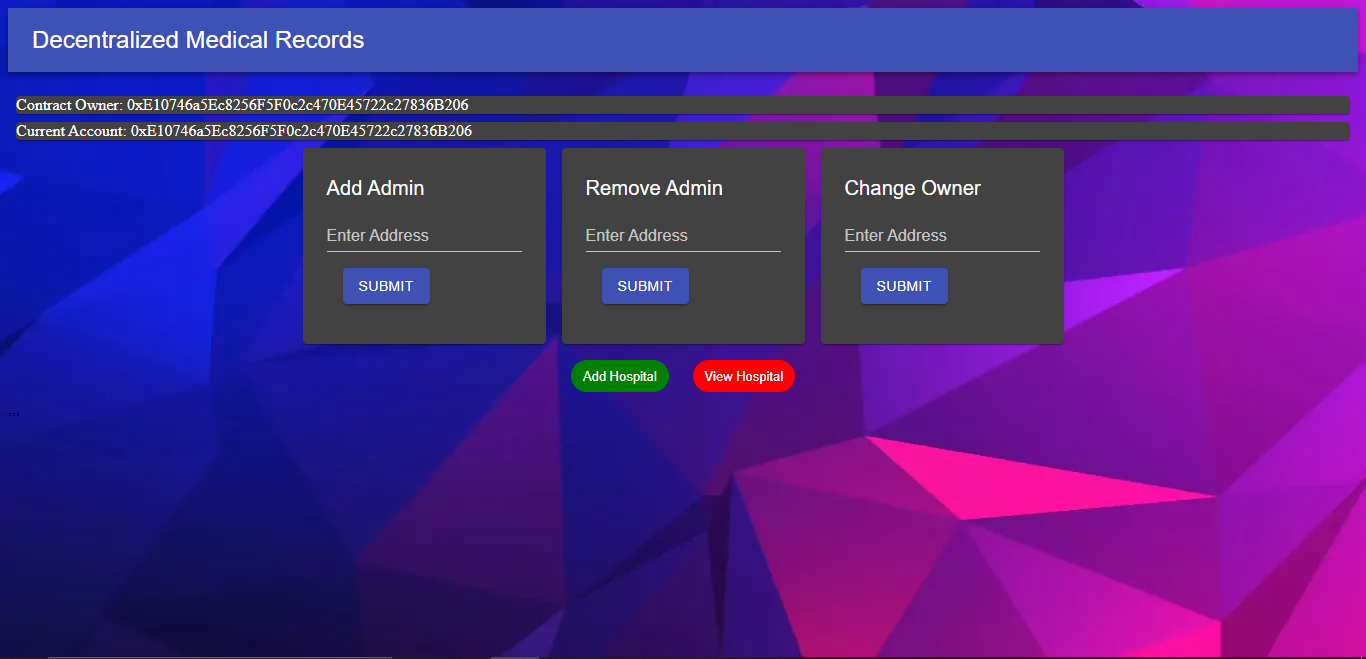 Decentralized Medical Records
Contract Owner: 0xE10746a5Ec8256F5F0c2c470E45722c27836B206
Current Account: 0xE10746a5Ec8256F5F0c2c470E45722c27836B206
Add Admin
Remove Admin
Change Owner
Enter Address
Enter Address
Enter Address
SUBMIT
SUBMIT
SUBMIT
Add Hospital
View Hospital